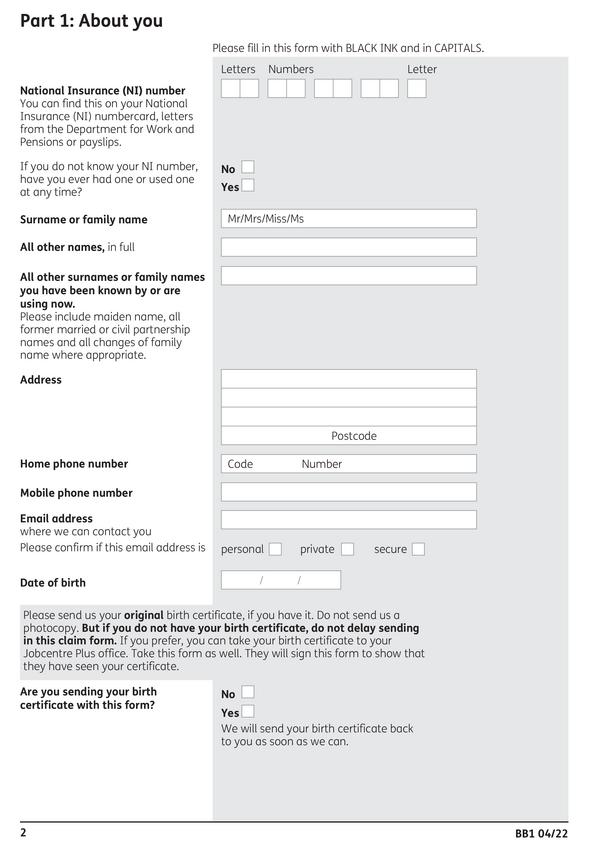 Part 1: About you
Please fill in this form with BLACK INK and in CAPITALS.
Letters Numbers Letter
National Insurance (NI) number
You can find this on your National
Insurance (NI) numbercard, letters
from the Department for Work and
Pensions or payslips.
If you do not know your NI number,
have you ever had one or used one
at any time?
No
Yes
Surname or family name
Mr/Mrs/Miss/Ms
All other names, in full
All other surnames or family names
you have been known by or are
using now.
Please include maiden name, all
former married or civil partnership
names and all changes of family
name where appropriate.
Address
Postcode
Home phone number
Code Number
Mobile phone number
Email address
where we can contact you
Please confirm if this email address is
personal private secure
Date of birth
/ /
Please send us your original birth certificate, if you have it. Do not send us a
photocopy. But if you do not have your birth certificate, do not delay sending
in this claim form. If you prefer, you can take your birth certificate to your
Jobcentre Plus office. Take this form as well. They will sign this form to show that
they have seen your certificate.
Are you sending your birth
certificate with this form?
No
Yes
We will send your birth certificate back
to you as soon as we can.
2
BB1 04/22